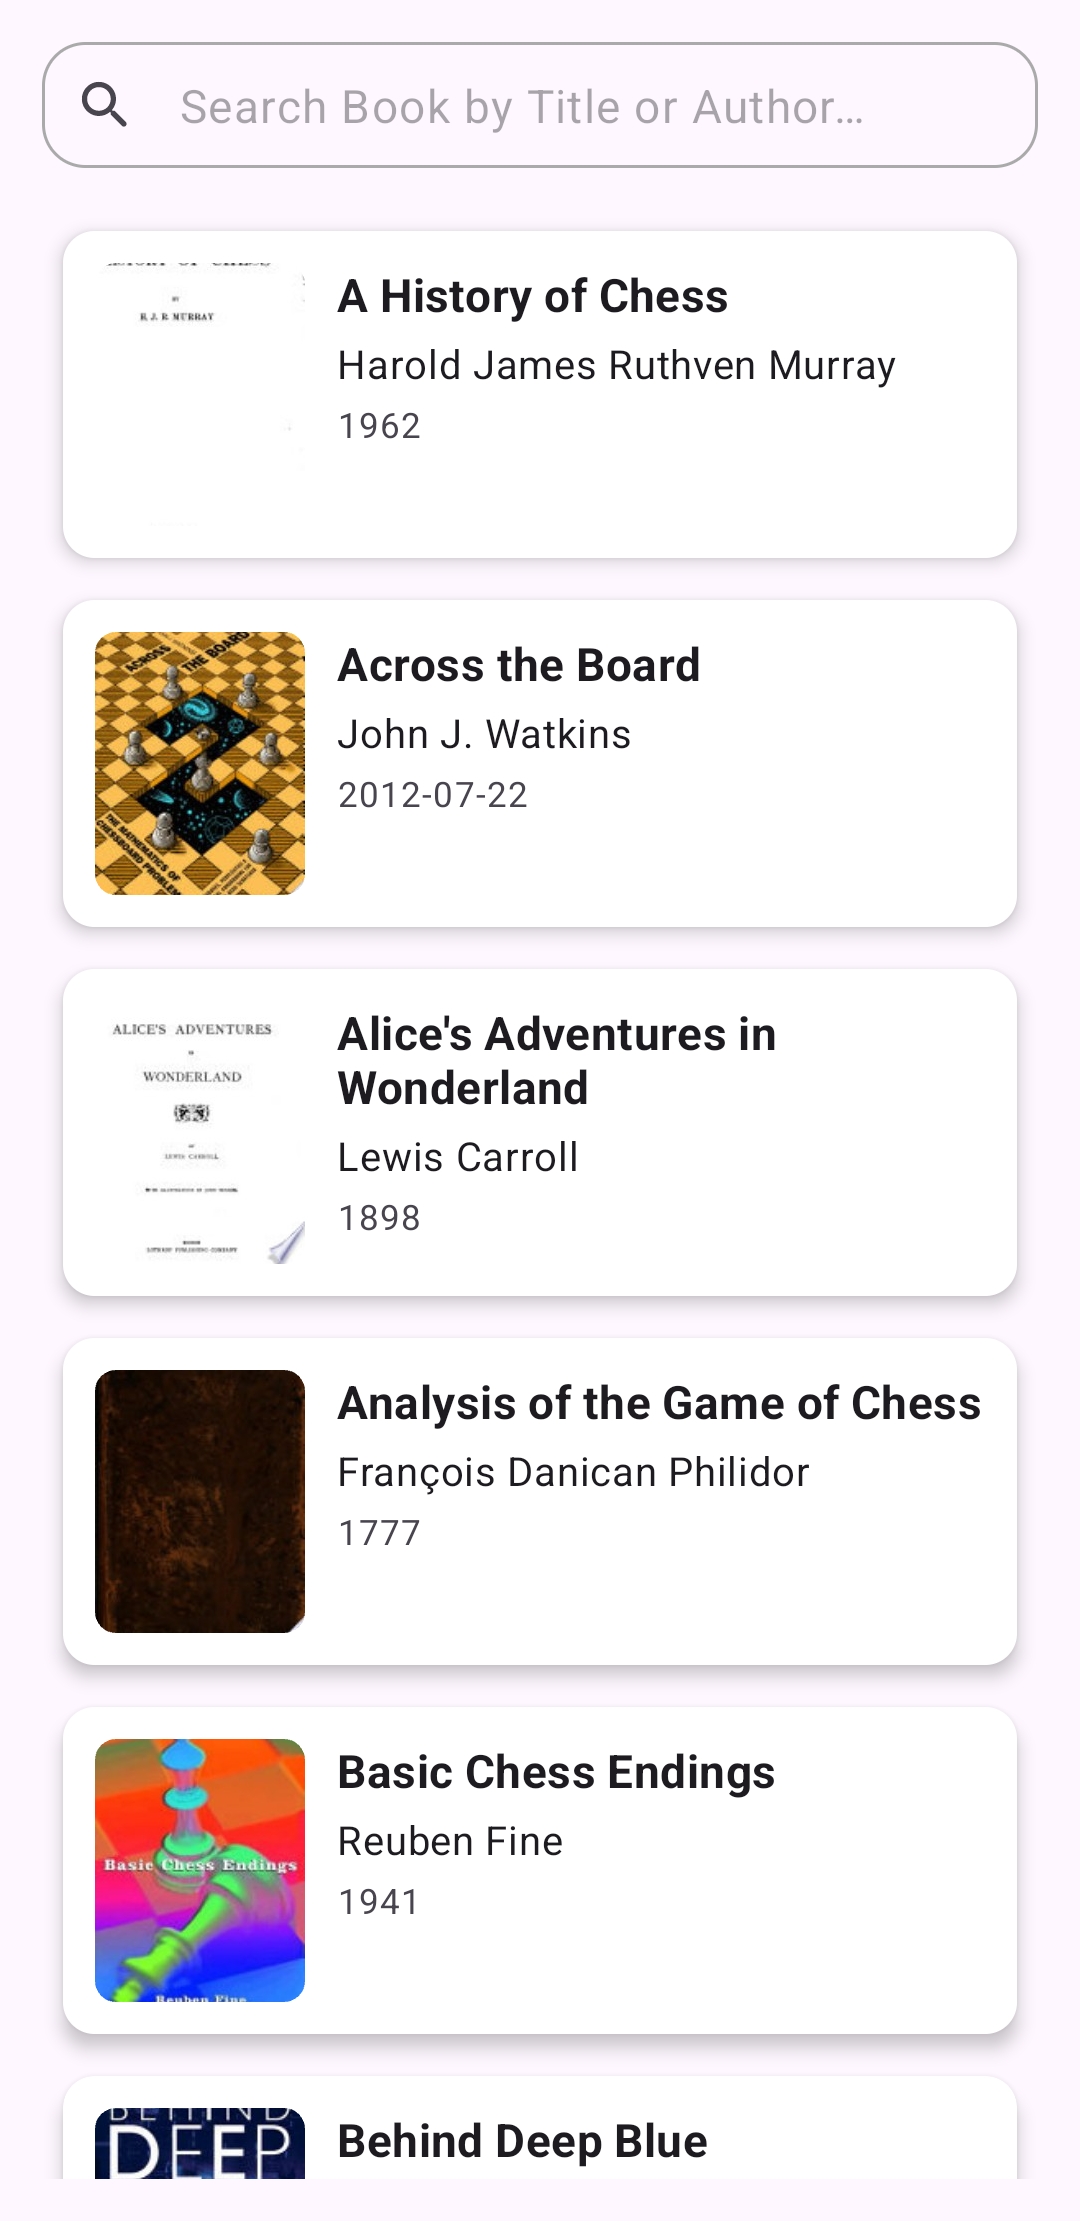 Search Book by Title or Author...
BY
H. J. R. MURRAY
A History of Chess
Harold James Ruthven Murray
1962
ACROSS THE BOARD
THE MATHEMATICS OF
CHESSBOARD PROBLEMS
Across the Board
John J. Watkins
2012-07-22
ALICE'S ADVENTURES
IN
WONDERLAND
BY
LEWIS CARROLL
Alice's Adventures in
Wonderland
Lewis Carroll
1898
Analysis of the Game of Chess
François Danican Philidor
1777
Basic Chess Endings
Reuben Fine
Basic Chess Endings
Reuben Fine
1941
BEHIND
DEEP
Behind Deep Blue